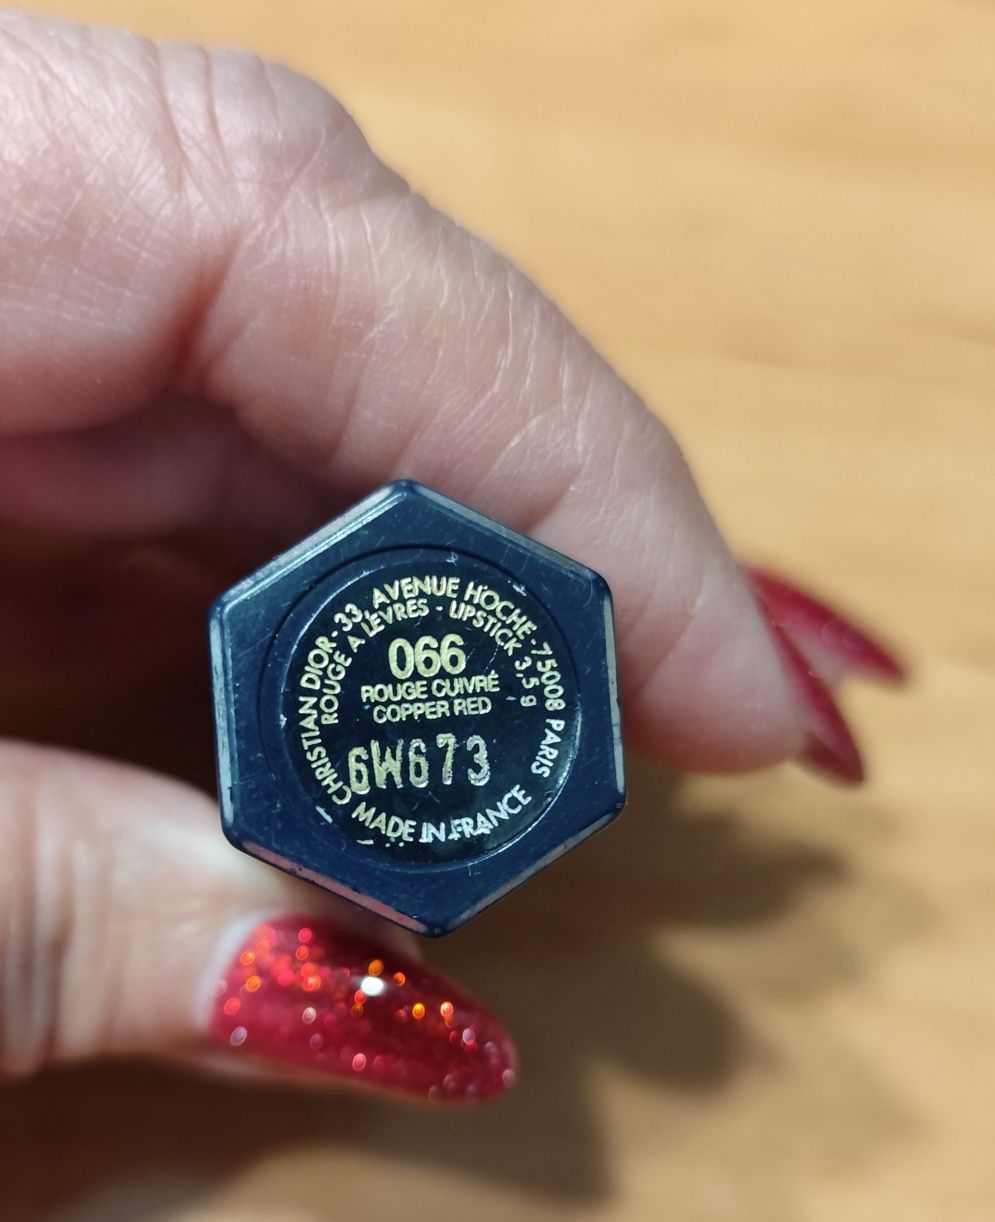 CHRISTIAN DIOR - 33, AVENUE HOCHE - 75008 PARIS
ROUGE À LÈVRES - LIPSTICK 3,5 g
066
ROUGE CUIVRÉ
COPPER RED
6W673
MADE IN FRANCE